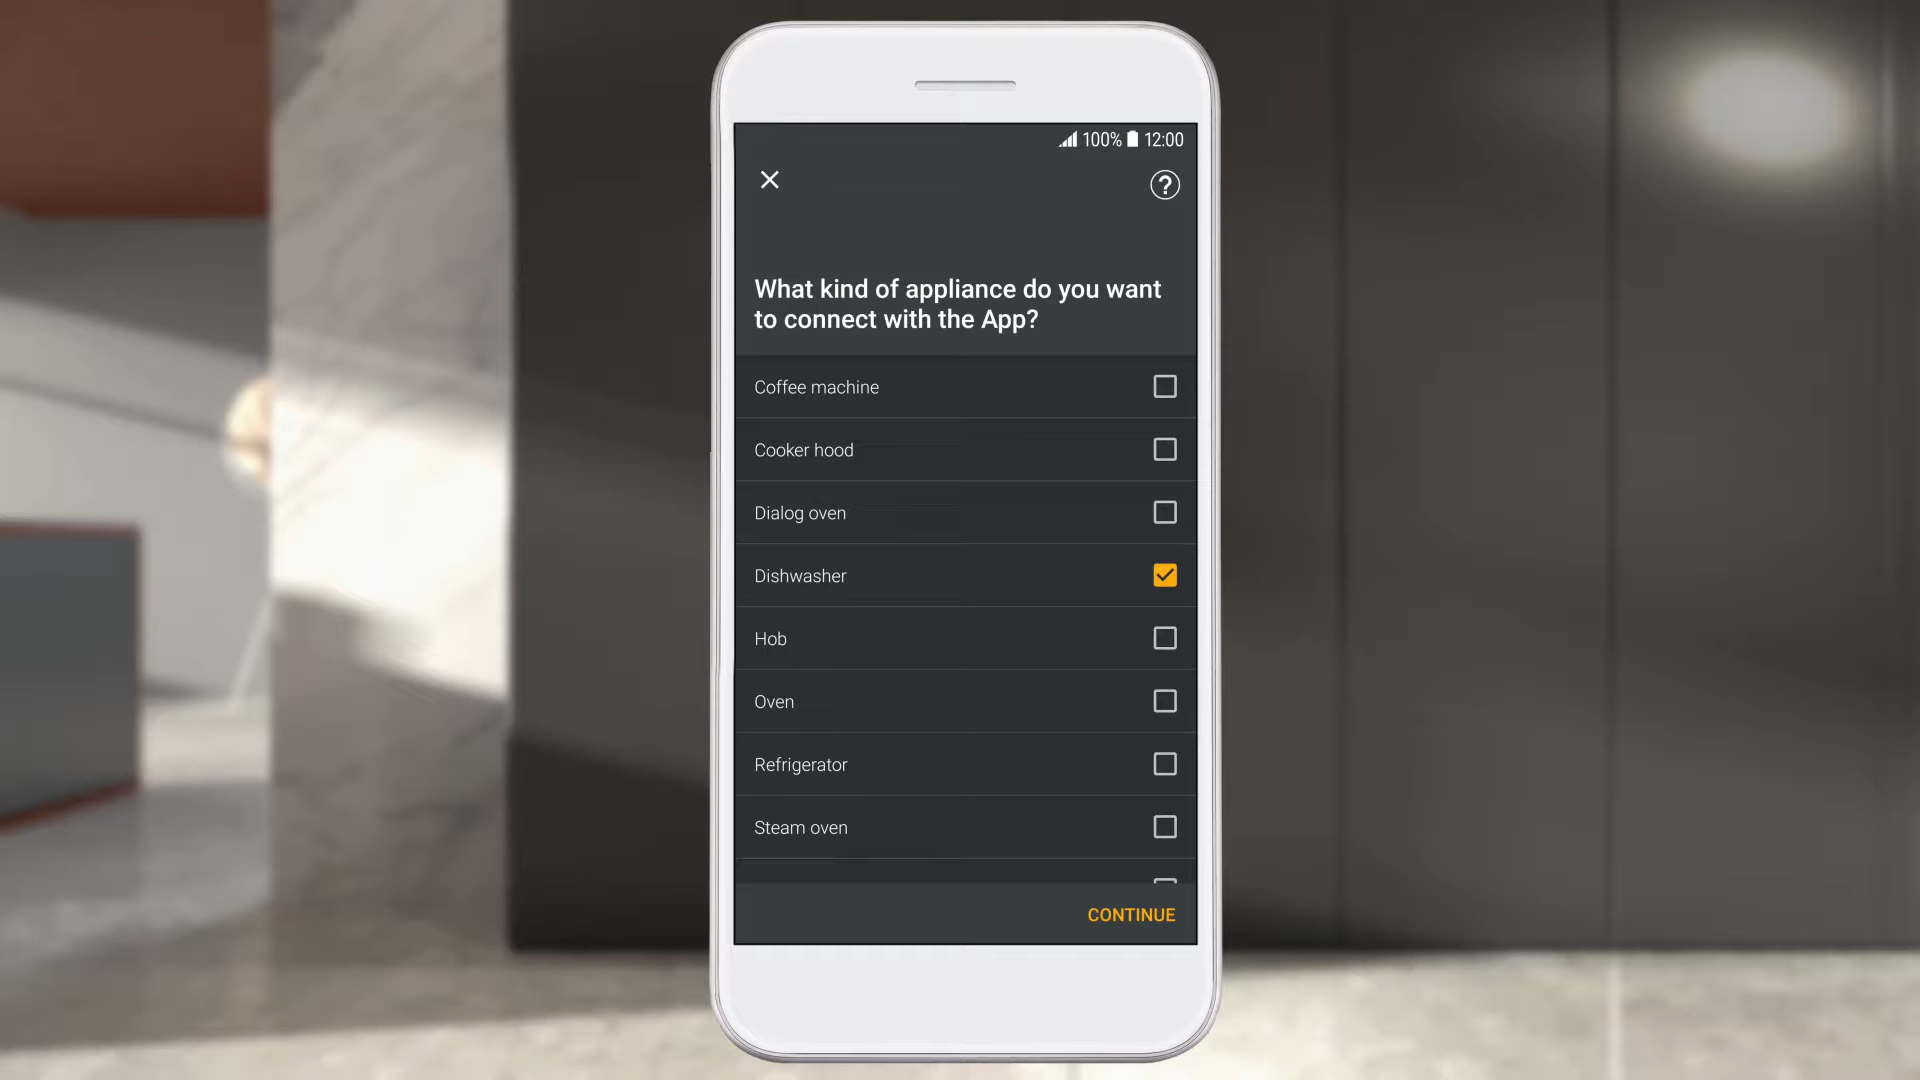 100% 12:00
What kind of appliance do you want
to connect with the App?
Coffee machine
Cooker hood
Dialog oven
Dishwasher
Hob
Oven
Refrigerator
Steam oven
CONTINUE